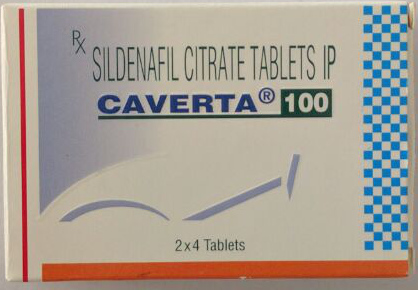 Rx SILDENAFIL CITRATE TABLETS IP
CAVERTA® 100
2x4 Tablets